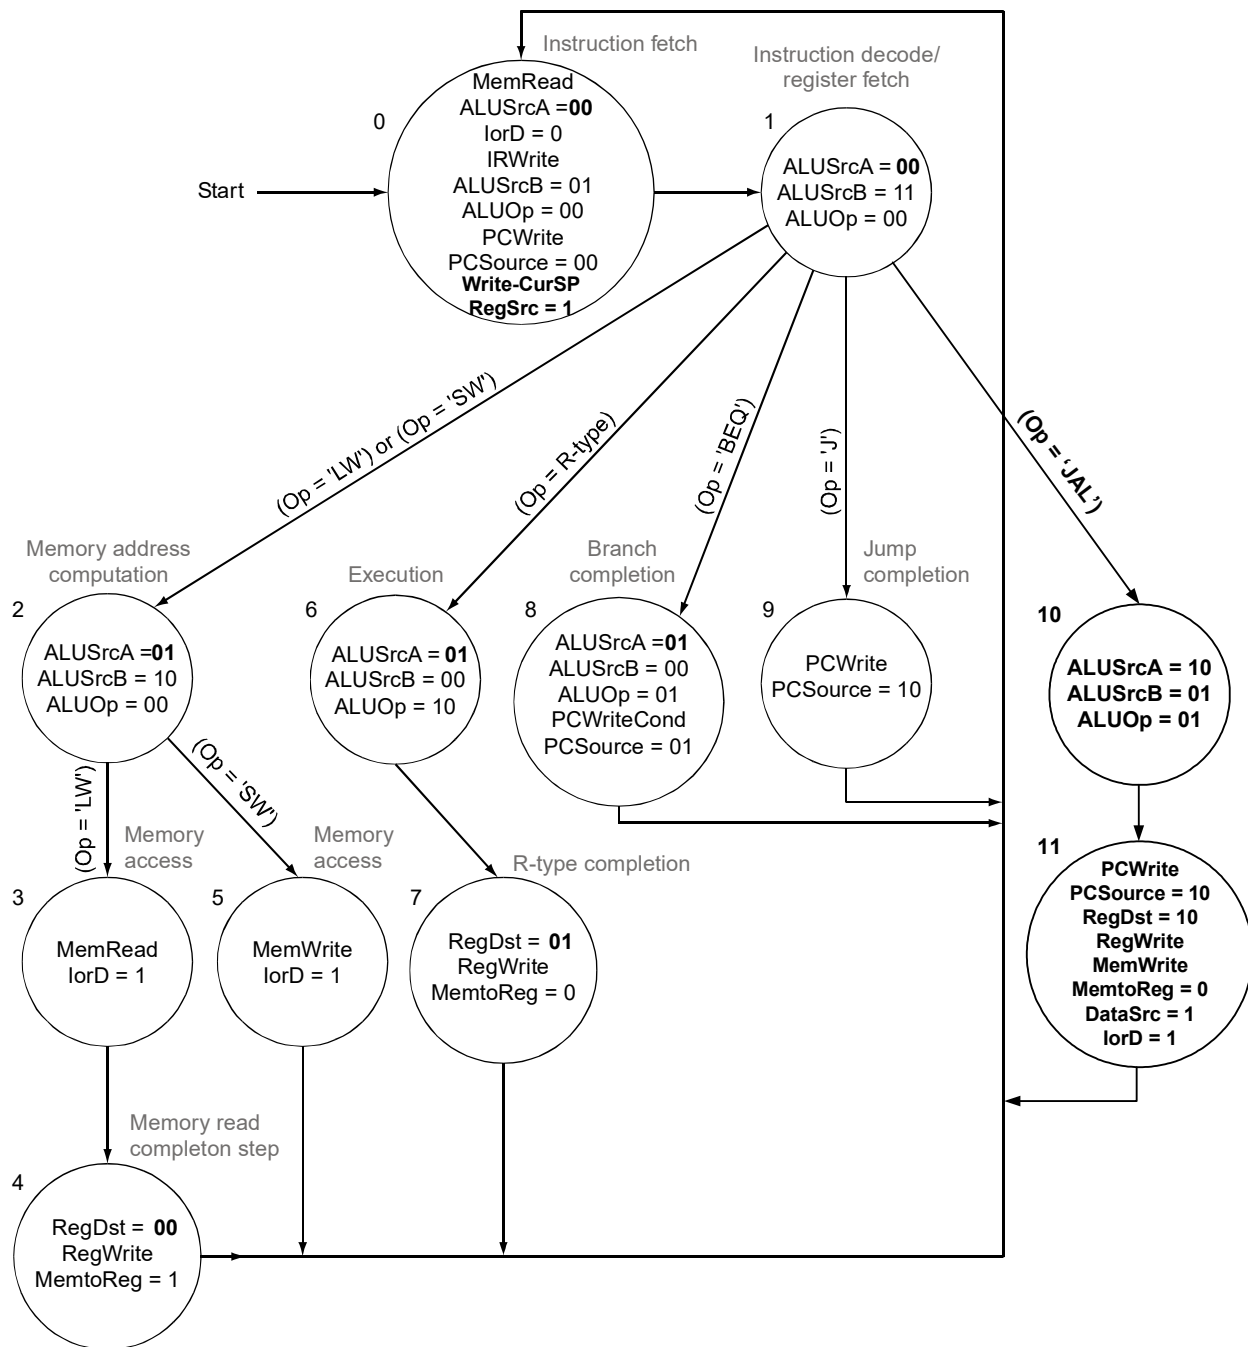 Instruction fetch
Instruction decode/
register fetch
0
MemRead
ALUSrcA =00
IorD = 0
IRWrite
ALUSrcB = 01
ALUOp = 00
PCWrite
PCSource = 00
Write-CurSP
RegSrc = 1
1
ALUSrcA = 00
ALUSrcB = 11
ALUOp = 00
Start
(Op = 'LW') or (Op = 'SW')
(Op = R-type)
(Op = 'BEQ')
(Op = 'J')
(Op = ‘JAL’)
Memory address
computation
2
ALUSrcA =01
ALUSrcB = 10
ALUOp = 00
Execution
6
ALUSrcA = 01
ALUSrcB = 00
ALUOp = 10
Branch
completion
8
ALUSrcA =01
ALUSrcB = 00
ALUOp = 01
PCWriteCond
PCSource = 01
Jump
completion
9
PCWrite
PCSource = 10
10
ALUSrcA = 10
ALUSrcB = 01
ALUOp = 01
(Op = 'LW')
(Op = 'SW')
Memory
access
3
MemRead
IorD = 1
Memory
access
5
MemWrite
IorD = 1
R-type completion
7
RegDst = 01
RegWrite
MemtoReg = 0
11
PCWrite
PCSource = 10
RegDst = 10
RegWrite
MemWrite
MemtoReg = 0
DataSrc = 1
IorD = 1
Memory read
completon step
4
RegDst = 00
RegWrite
MemtoReg = 1